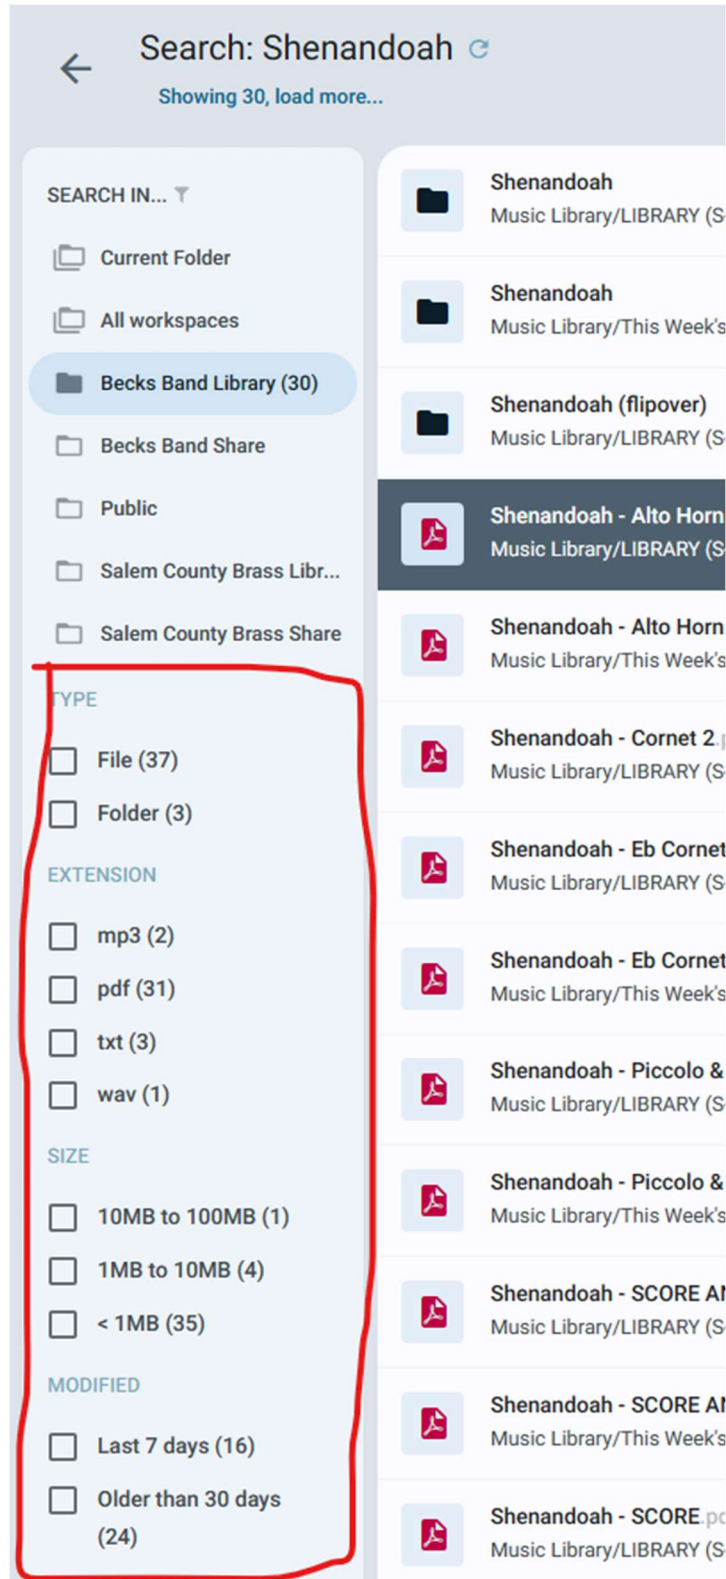 Search: Shenandoah
Showing 30, load more...
SEARCH IN...
Current Folder
All workspaces
Becks Band Library (30)
Becks Band Share
Public
Salem County Brass Libr...
Salem County Brass Share
TYPE
File (37)
Folder (3)
EXTENSION
mp3 (2)
pdf (31)
txt (3)
wav (1)
SIZE
10MB to 100MB (1)
1MB to 10MB (4)
< 1MB (35)
MODIFIED
Last 7 days (16)
Older than 30 days
(24)
Shenandoah
Music Library/LIBRARY (S
Shenandoah
Music Library/This Week's
Shenandoah (flipover)
Music Library/LIBRARY (S
Shenandoah - Alto Horn
Music Library/LIBRARY (S
Shenandoah - Alto Horn
Music Library/This Week's
Shenandoah - Cornet 2.
Music Library/LIBRARY (S
Shenandoah - Eb Cornet
Music Library/LIBRARY (S
Shenandoah - Eb Cornet
Music Library/This Week's
Shenandoah - Piccolo &
Music Library/LIBRARY (S
Shenandoah - Piccolo &
Music Library/This Week's
Shenandoah - SCORE
Music Library/LIBRARY (S
Shenandoah - SCORE
Music Library/This Week's
Shenandoah - SCORE.p
Music Library/LIBRARY (S